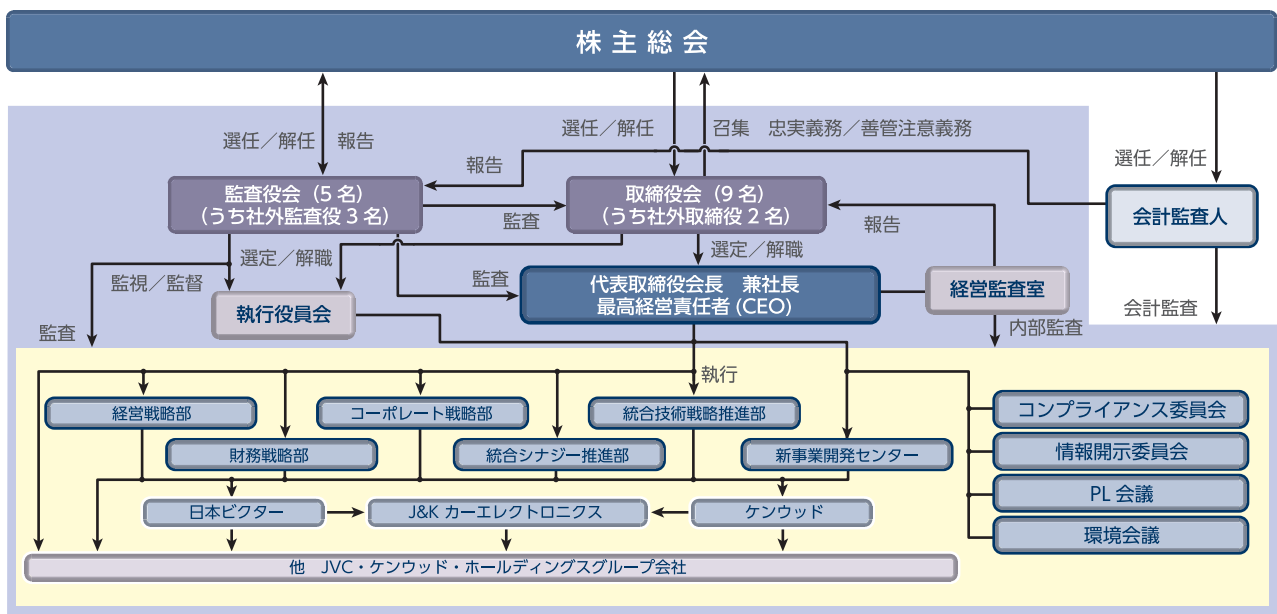 株主総会
選任／解任
報告
選任／解任
召集
忠実義務／善管注意義務
選任／解任
報告
監査役会（5 名）
（うち社外監査役 3 名）
監査
取締役会（9 名）
（うち社外取締役 2 名）
報告
会計監査人
選定／解職
選定／解職
監視／監督
監査
監査
執行役員会
代表取締役会長　兼社長
最高経営責任者 (CEO)
経営監査室
会計監査
内部監査
執行
経営戦略部
コーポレート戦略部
統合技術戦略推進部
財務戦略部
統合シナジー推進部
新事業開発センター
コンプライアンス委員会
情報開示委員会
PL 会議
環境会議
日本ビクター
J&K カーエレクトロニクス
ケンウッド
他　JVC・ケンウッド・ホールディングスグループ会社